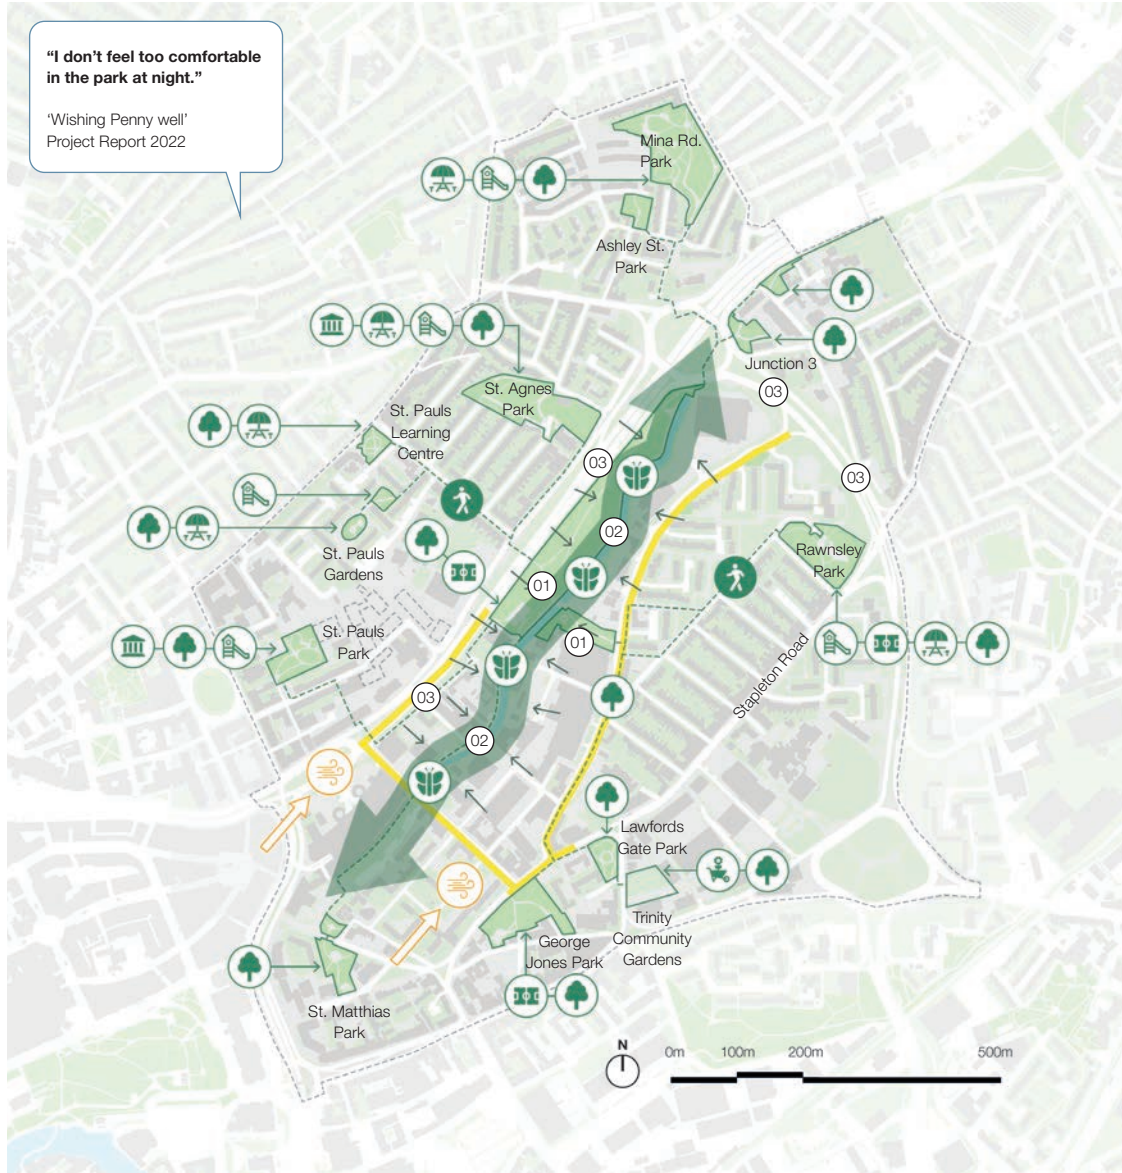 “I don’t feel too comfortable
in the park at night.”
‘Wishing Penny well’
Project Report 2022
Mina Rd.
Park
Ashley St.
Park
Junction 3
03
St. Agnes
Park
St. Pauls
Learning
Centre
03
03
02
St. Pauls
Gardens
Rawnsley
Park
01
01
St. Pauls
Park
Stapleton Road
03
02
Lawfords
Gate Park
Trinity
Community
Gardens
George
Jones Park
St. Matthias
Park
N
0m
100m
200m
500m